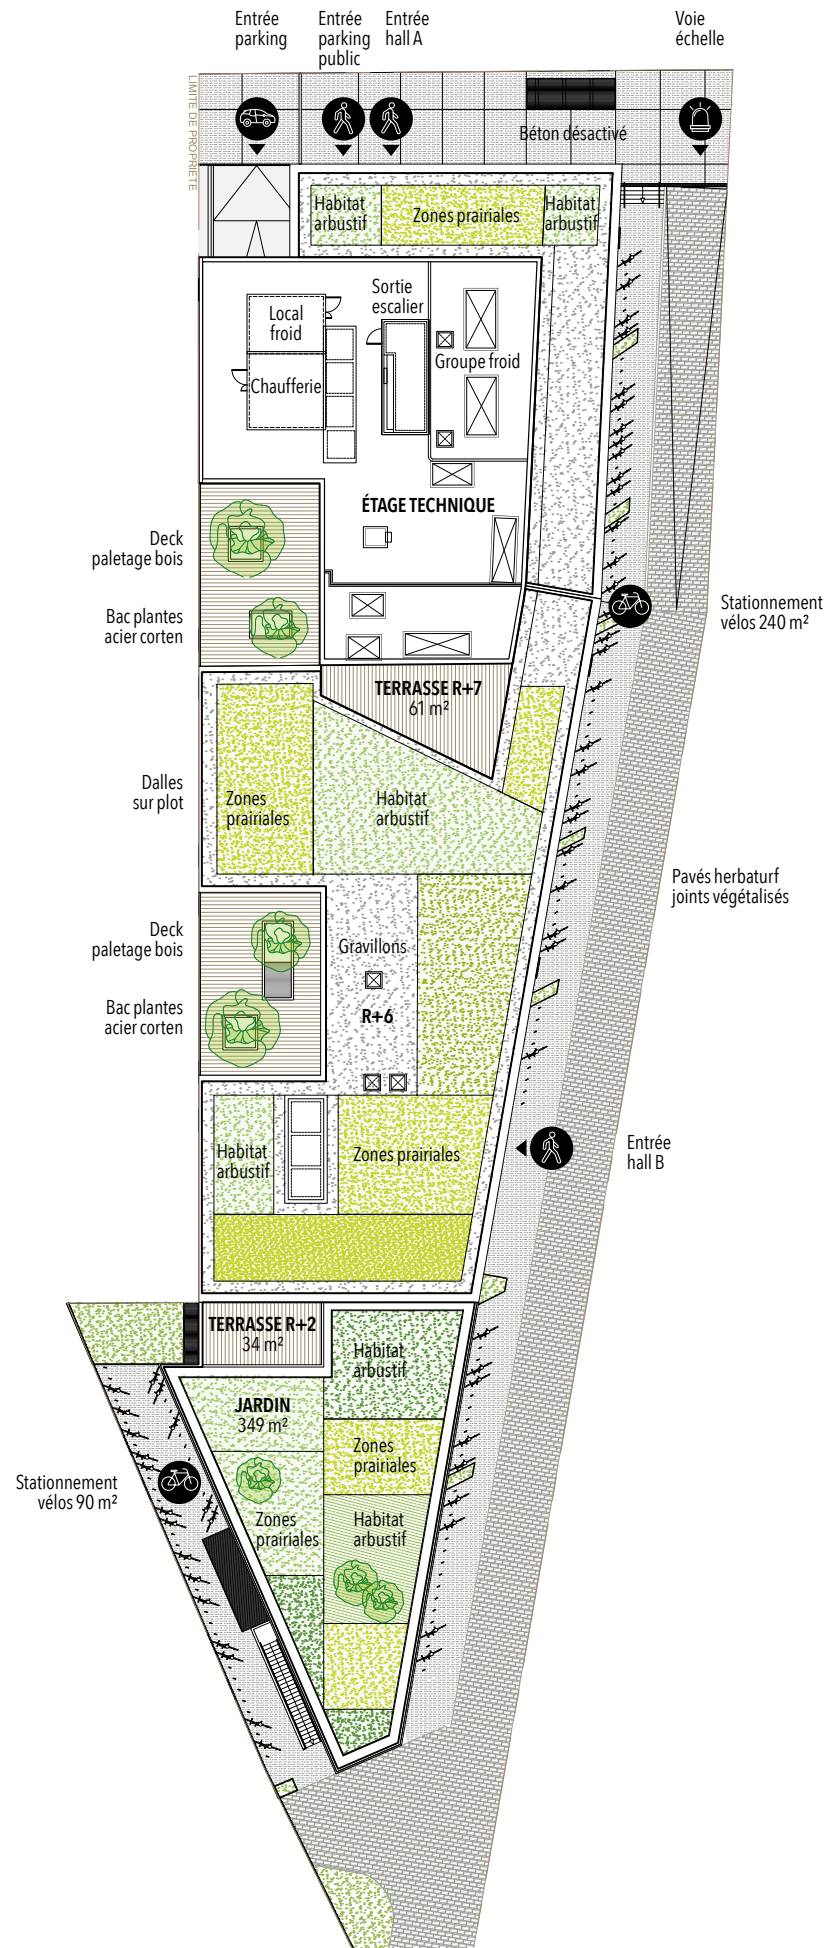 Entrée
parking
Entrée
parking
public
Entrée
hall A
Voie
échelle
LIMITE DE PROPRIETE
Béton désactivé
Habitat
arbustif
Zones prairiales
Habitat
arbustif
Local
froid
Sortie
escalier
Groupe froid
Chaufferie
ÉTAGE TECHNIQUE
Deck
paletage bois
Bac plantes
acier corten
Stationnement
vélos 240 m²
TERRASSE R+7
61 m²
Dalles
sur plot
Zones
prairiales
Habitat
arbustif
Pavés herbaturf
joints végétalisés
Deck
paletage bois
Gravillons
Bac plantes
acier corten
R+6
Entrée
hall B
Habitat
arbustif
Zones prairiales
TERRASSE R+2
34 m²
Habitat
arbustif
JARDIN
349 m²
Zones
prairiales
Stationnement
vélos 90 m²
Zones
prairiales
Habitat
arbustif